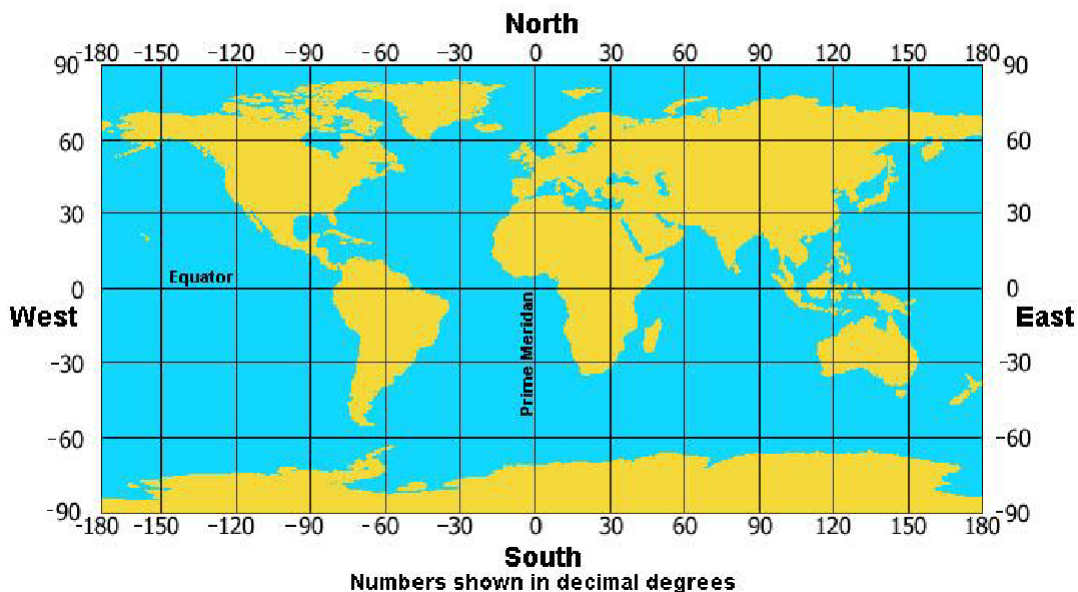 North
-180 -150 -120 -90 -60 -30 0 30 60 90 120 150 180
90 90
60 60
30 30
Equator
0 0
West East
Prime Meridan
-30 -30
-60 -60
-90 -90
-180 -150 -120 -90 -60 -30 0 30 60 90 120 150 180
South
Numbers shown in decimal degrees